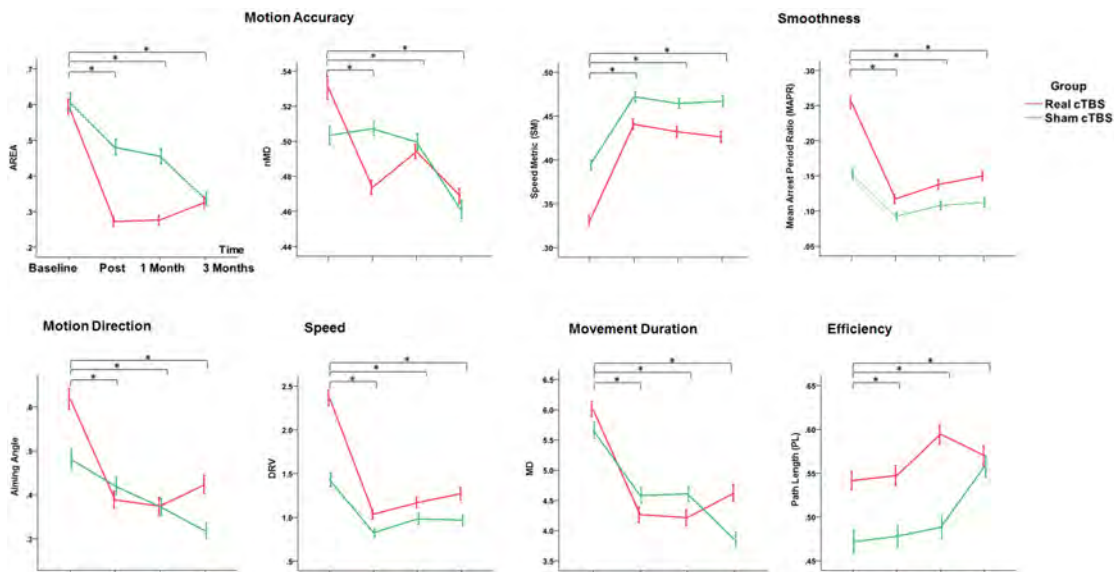 Motion Accuracy
Smoothness
* * *
* * *
* * *
* * *
.7
.6
.5
.4
.3
.2
AREA
Time
Baseline Post 1 Month 3 Months
.54
.52
.50
.48
.46
.44
nMD
.50
.45
.40
.35
.30
Speed Metric (SM)
.30
.25
.20
.15
.10
.05
Mean Arrest Period Ratio (MAPR)
Group
Real cTBS
Sham cTBS
Motion Direction
Speed
Movement Duration
Efficiency
* * *
* * *
* * *
* * *
Aiming Angle
2.5
2.0
1.5
1.0
.5
DRV
6.5
6.0
5.5
5.0
4.5
4.0
3.5
MD
.65
.60
.55
.50
.45
Path Length (PL)